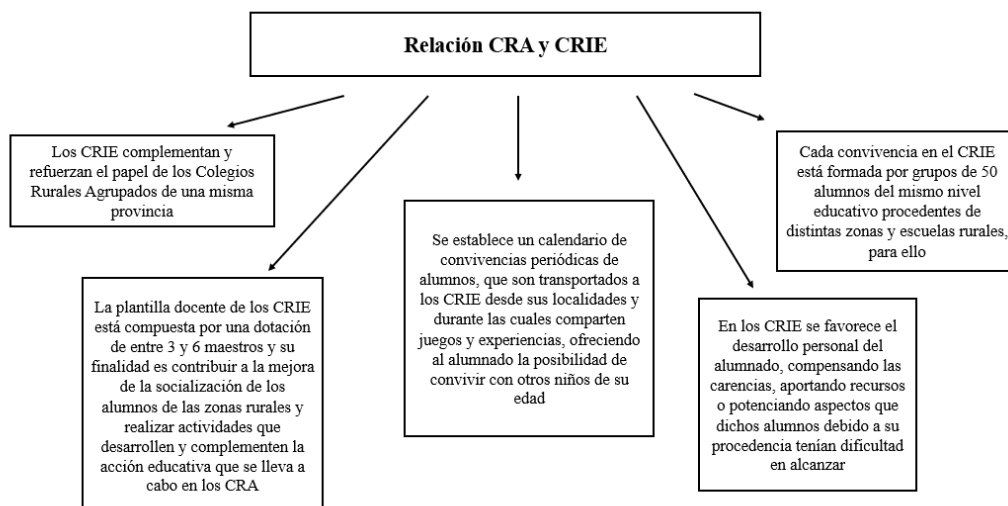 Relación CRA y CRIE
Los CRIE complementan y
refuerzan el papel de los Colegios
Rurales Agrupados de una misma
provincia
La plantilla docente de los CRIE
está compuesta por una dotación
de entre 3 y 6 maestros y su
finalidad es contribuir a la mejora
de la socialización de los
alumnos de las zonas rurales y
realizar actividades que
desarrollen y complementen la
acción educativa que se lleva a
cabo en los CRA
Se establece un calendario de
convivencias periódicas de
alumnos, que son transportados a
los CRIE desde sus localidades y
durante las cuales comparten
juegos y experiencias, ofreciendo
al alumnado la posibilidad de
convivir con otros niños de su
edad
En los CRIE se favorece el
desarrollo personal del
alumnado, compensando las
carencias, aportando recursos
o potenciando aspectos que
dichos alumnos debido a su
procedencia tenían dificultad
en alcanzar
Cada convivencia en el CRIE
está formada por grupos de 50
alumnos del mismo nivel
educativo procedentes de
distintas zonas y escuelas rurales,
para ello